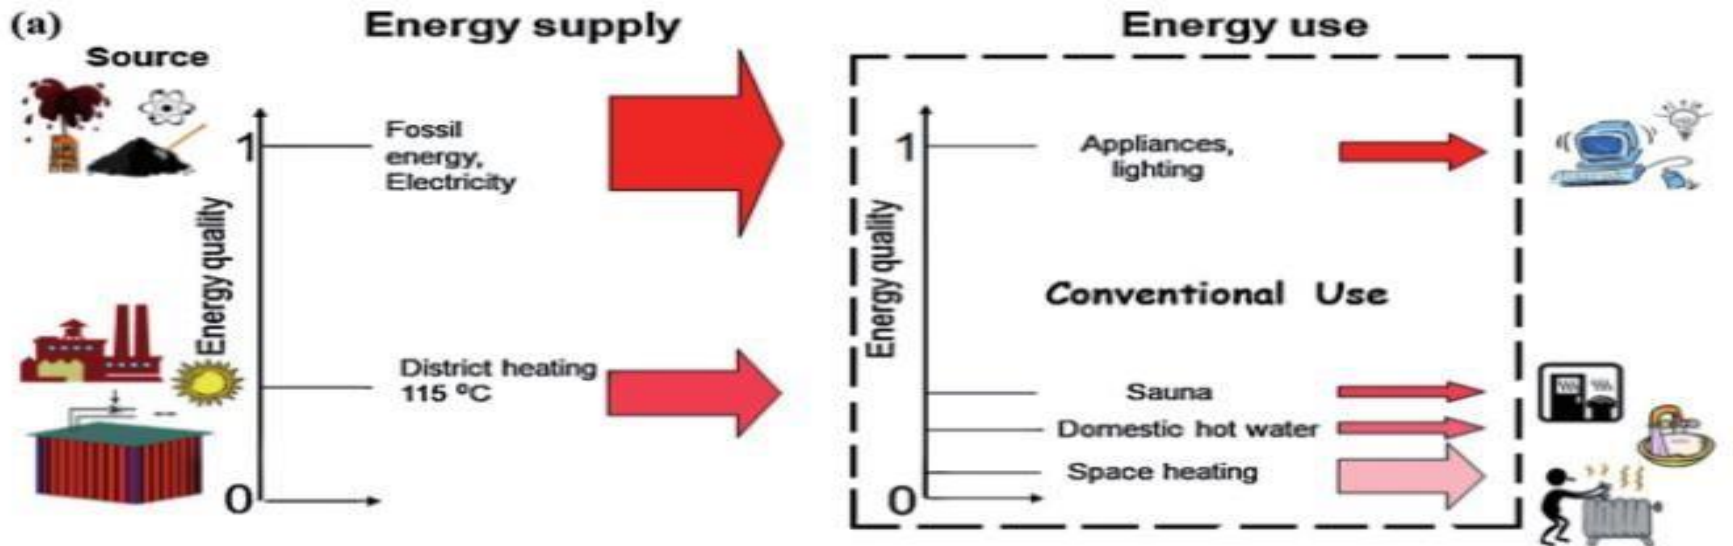 (a)
Energy supply
Energy use
Source
1
Fossil
energy,
Electricity
Energy quality
District heating
115 ⁰C
0
1
Appliances,
lighting
Energy quality
Conventional Use
Sauna
Domestic hot water
Space heating
0